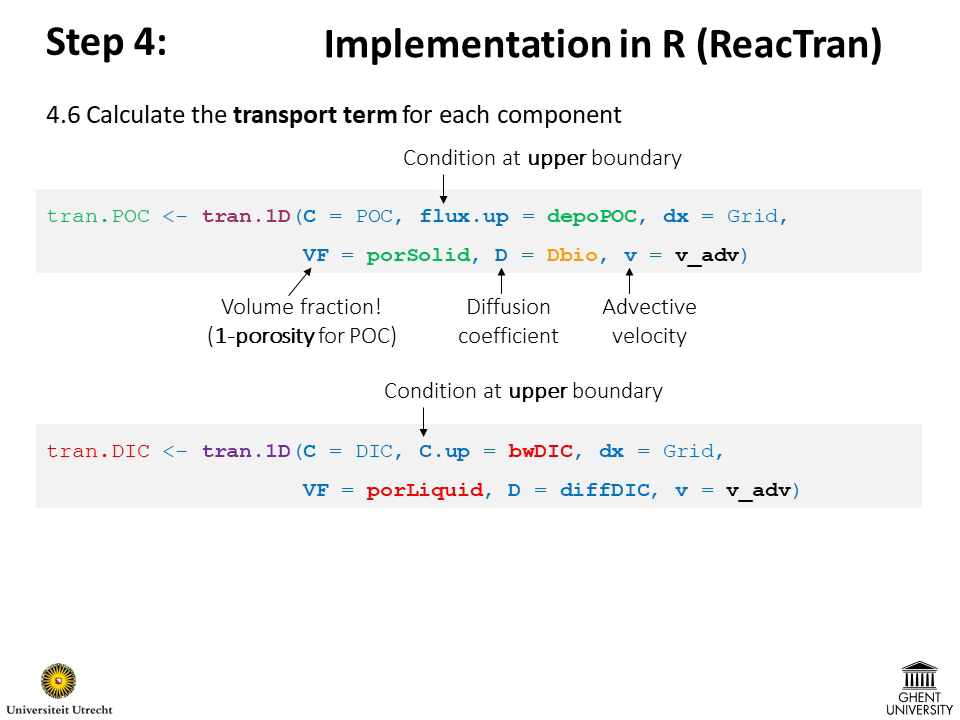 Step 4:
Implementation in R (ReacTran)
4.6 Calculate the transport term for each component
Condition at upper boundary
tran.POC <- tran.1D(C = POC, flux.up = depoPOC, dx = Grid,
VF = porSolid, D = Dbio, v = v_adv)
Volume fraction!
(1-porosity for POC)
Diffusion
coefficient
Advective
velocity
Condition at upper boundary
tran.DIC <- tran.1D(C = DIC, C.up = bwDIC, dx = Grid,
VF = porLiquid, D = diffDIC, v = v_adv)
Universiteit Utrecht
GHENT
UNIVERSITY